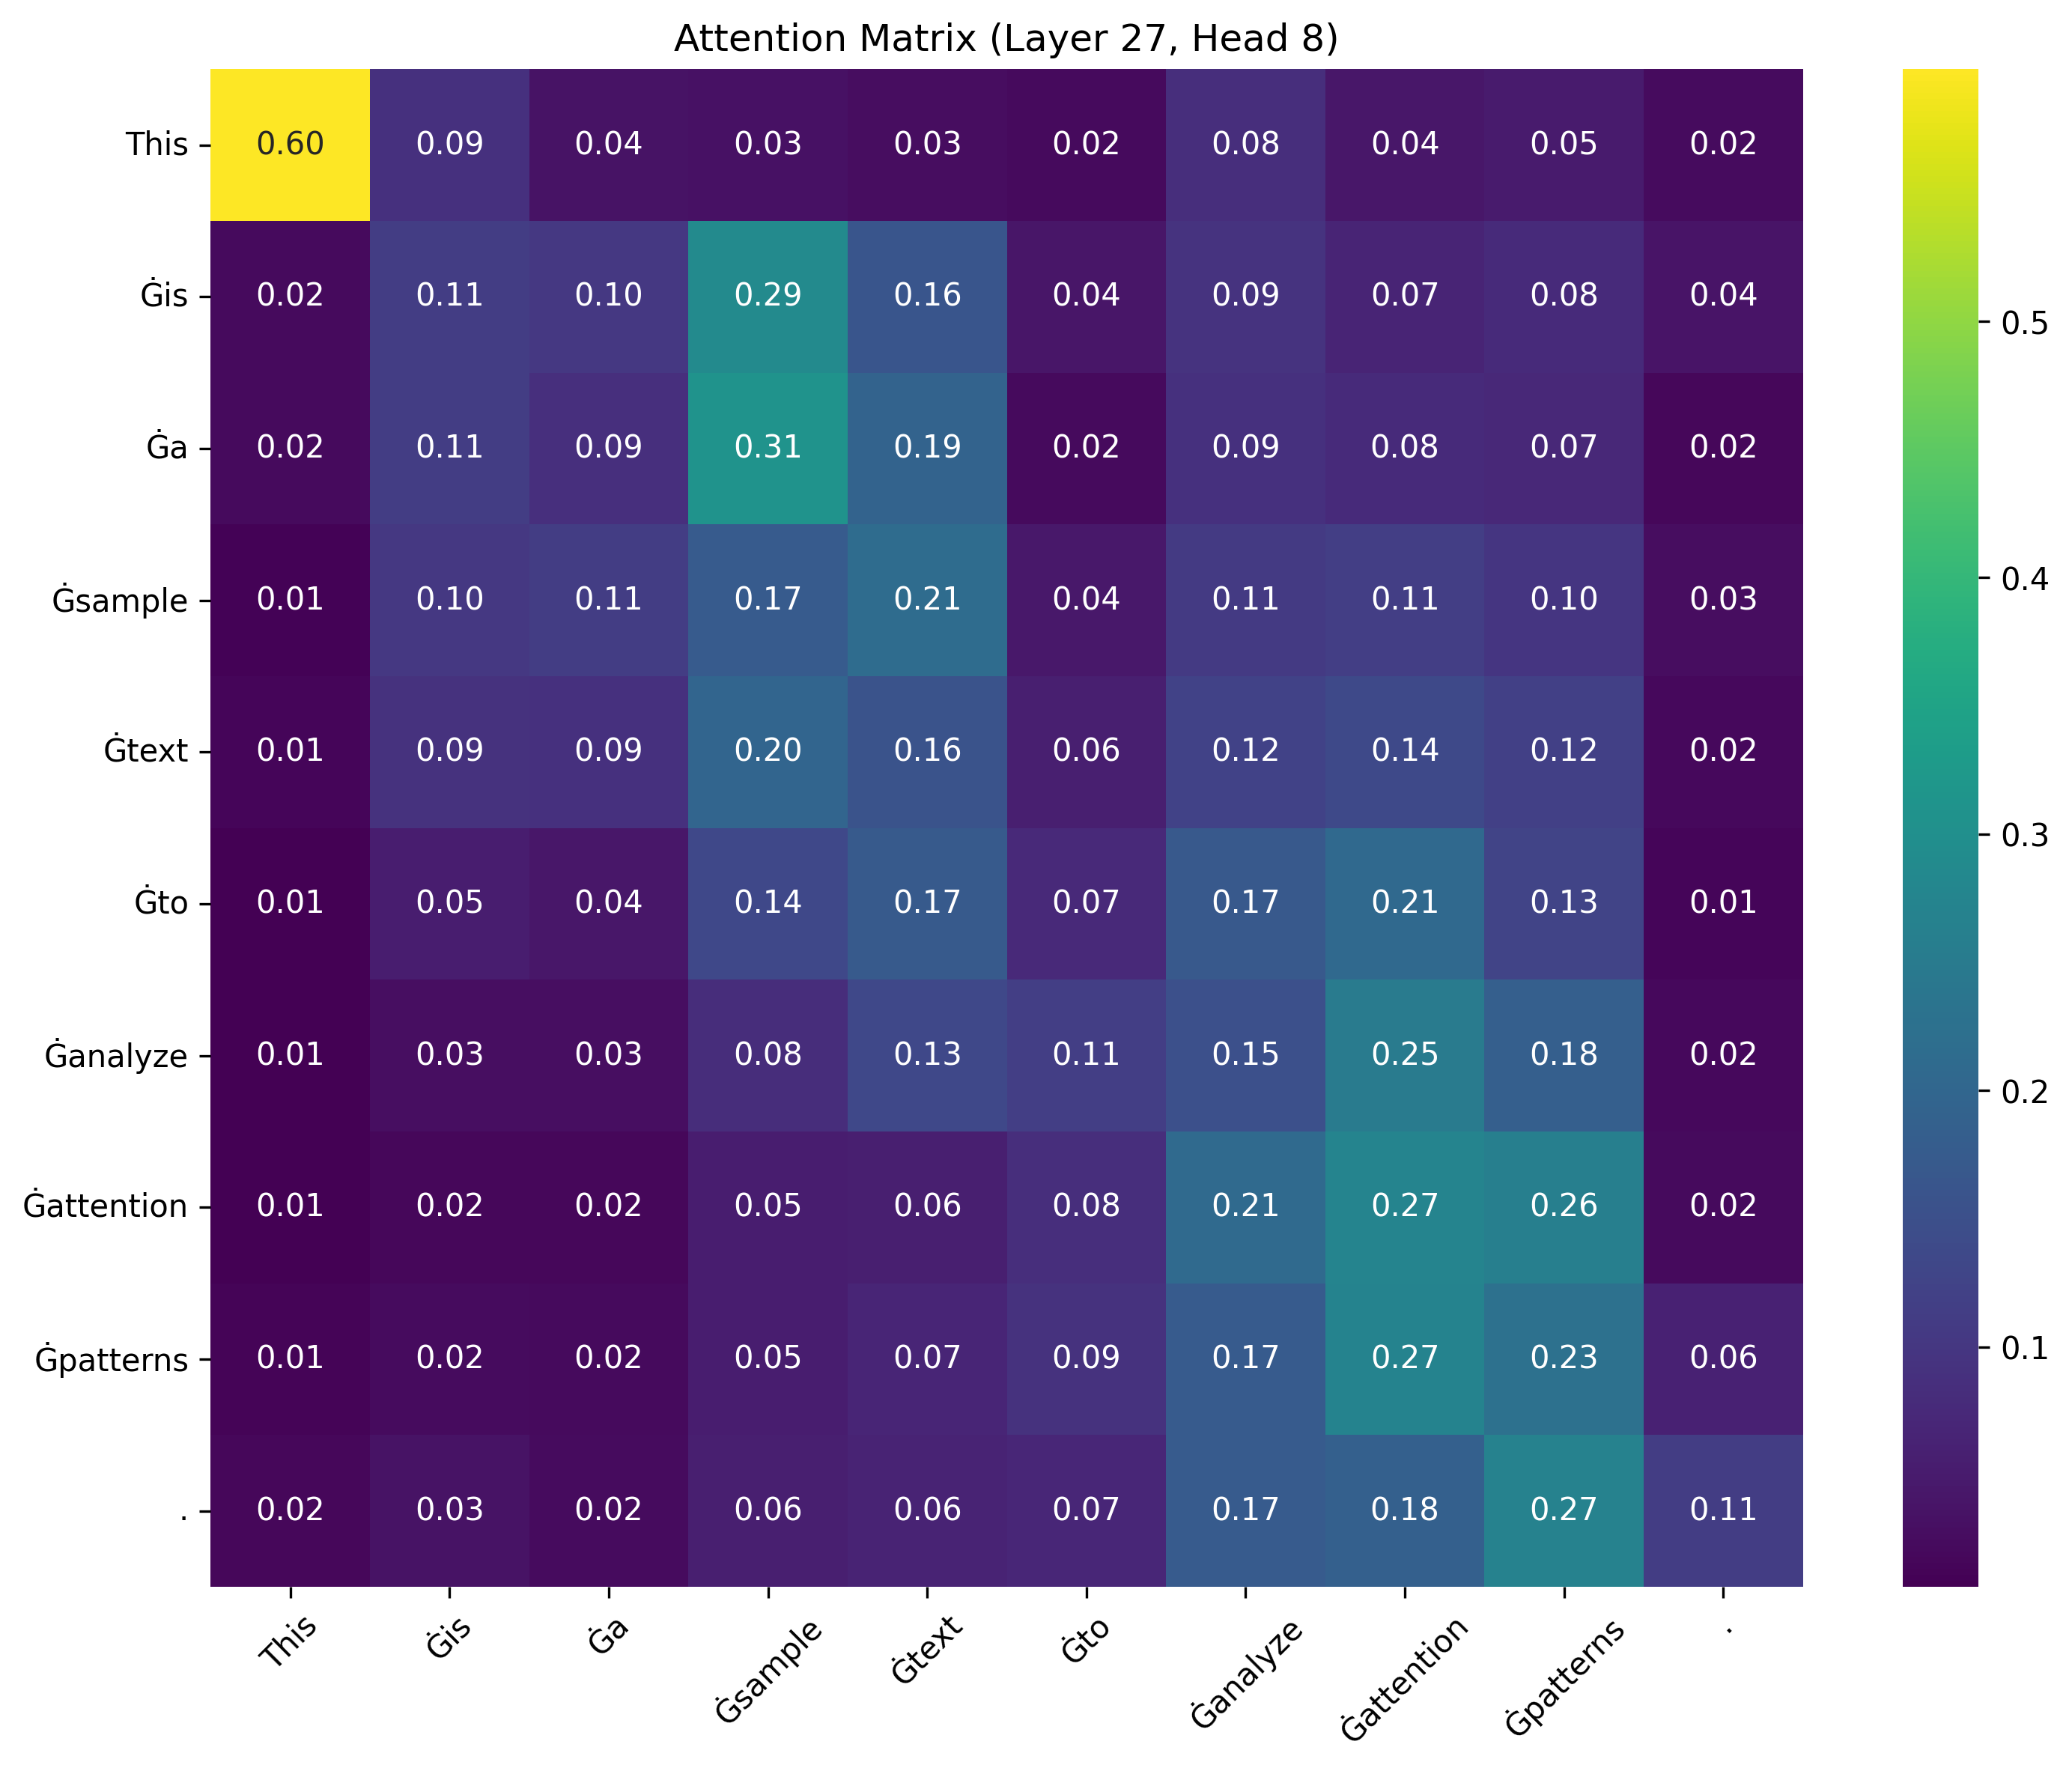 Attention Matrix (Layer 27, Head 8)
This 0.60 0.09 0.04 0.03 0.03 0.02 0.08 0.04 0.05 0.02
Ġis 0.02 0.11 0.10 0.29 0.16 0.04 0.09 0.07 0.08 0.04
Ġa 0.02 0.11 0.09 0.31 0.19 0.02 0.09 0.08 0.07 0.02
Ġsample 0.01 0.10 0.11 0.17 0.21 0.04 0.11 0.11 0.10 0.03
Ġtext 0.01 0.09 0.09 0.20 0.16 0.06 0.12 0.14 0.12 0.02
Ġto 0.01 0.05 0.04 0.14 0.17 0.07 0.17 0.21 0.13 0.01
Ġanalyze 0.01 0.03 0.03 0.08 0.13 0.11 0.15 0.25 0.18 0.02
Ġattention 0.01 0.02 0.02 0.05 0.06 0.08 0.21 0.27 0.26 0.02
Ġpatterns 0.01 0.02 0.02 0.05 0.07 0.09 0.17 0.27 0.23 0.06
. 0.02 0.03 0.02 0.06 0.06 0.07 0.17 0.18 0.27 0.11
This Ġis Ġa Ġsample Ġtext Ġto Ġanalyze Ġattention Ġpatterns .
0.5
0.4
0.3
0.2
0.1